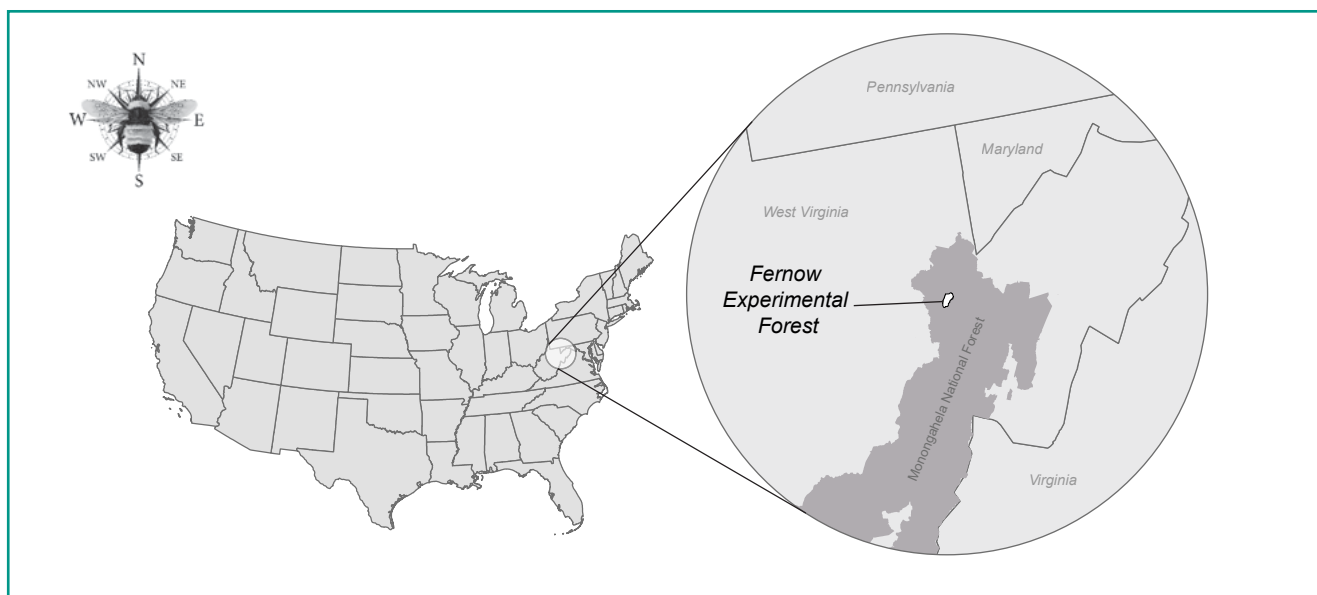 N
NW
NE
W
E
SW
SE
S
Pennsylvania
Maryland
West Virginia
Fernow
Experimental
Forest
Monongahela National Forest
Virginia